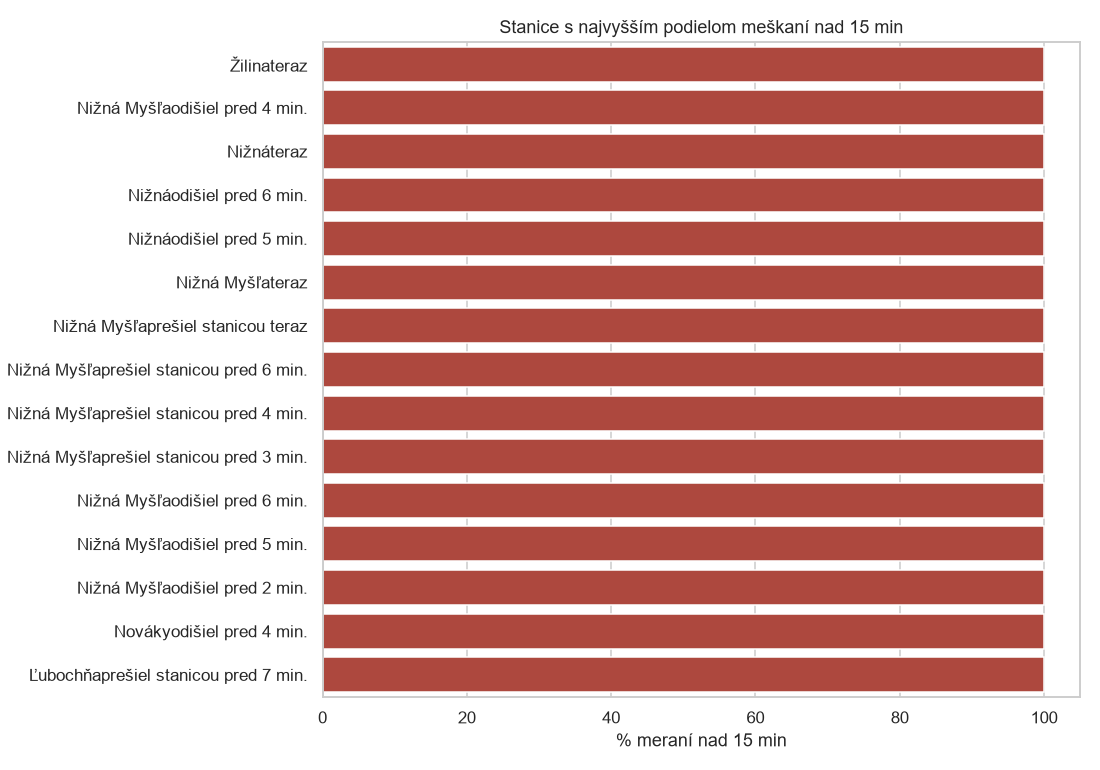 Stanice s najvyšším podielom meškaní nad 15 min
Žilinateraz
Nižná Myšľaodišiel pred 4 min.
Nižnáteraz
Nižnáodišiel pred 6 min.
Nižnáodišiel pred 5 min.
Nižná Myšľateraz
Nižná Myšľaprešiel stanicou teraz
Nižná Myšľaprešiel stanicou pred 6 min.
Nižná Myšľaprešiel stanicou pred 4 min.
Nižná Myšľaprešiel stanicou pred 3 min.
Nižná Myšľaodišiel pred 6 min.
Nižná Myšľaodišiel pred 5 min.
Nižná Myšľaodišiel pred 2 min.
Novákyodišiel pred 4 min.
Ľubochňaprešiel stanicou pred 7 min.
0 20 40 60 80 100
% meraní nad 15 min